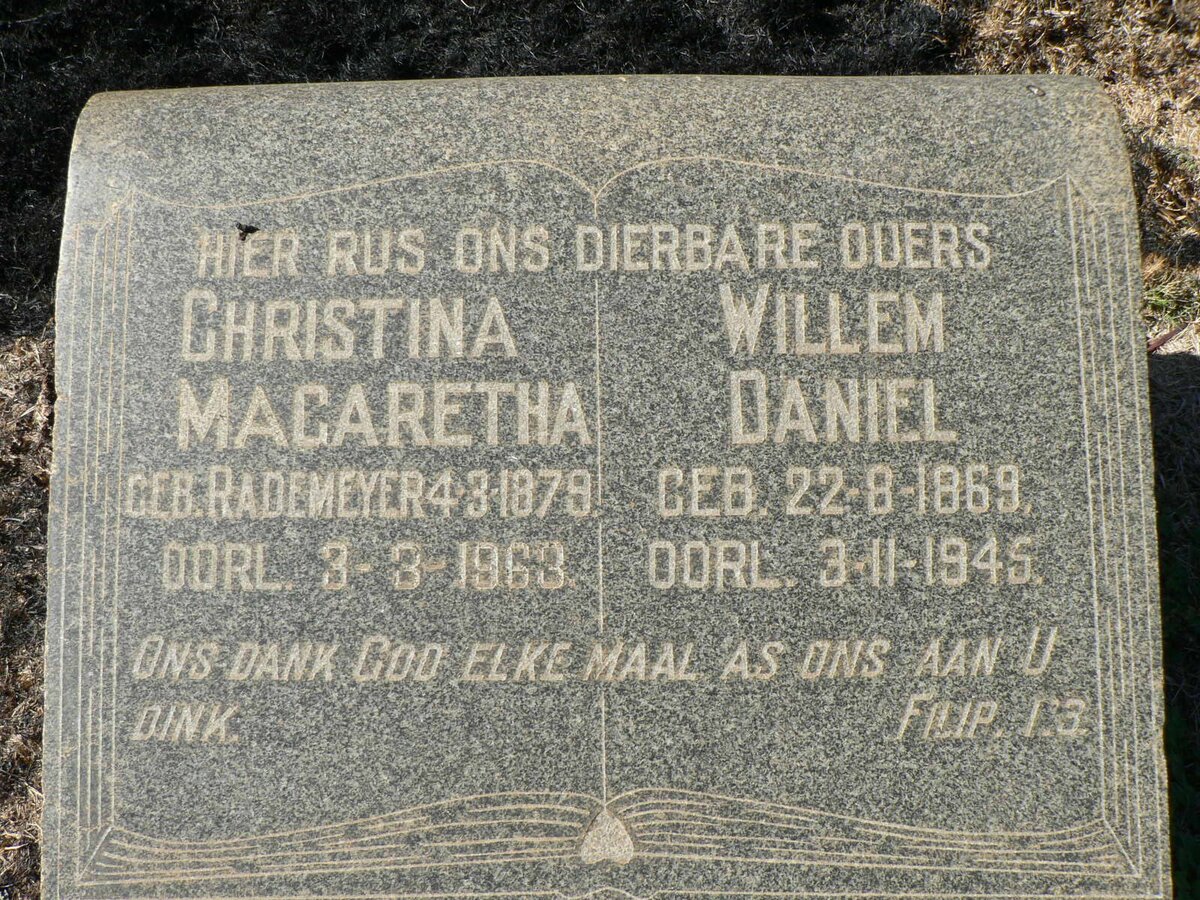 HIER RUS ONS DIERBARE OUERS
CHRISTINA
MAGARETHA
GEB. RADEMEYER 4-3-1879.
OORL. 3-3-1963.
WILLEM
DANIEL
GEB. 22-8-1869.
OORL. 3-11-1945.
ONS DANK GOD ELKE MAAL AS ONS AAN U
DINK. FILIP. 1:3.